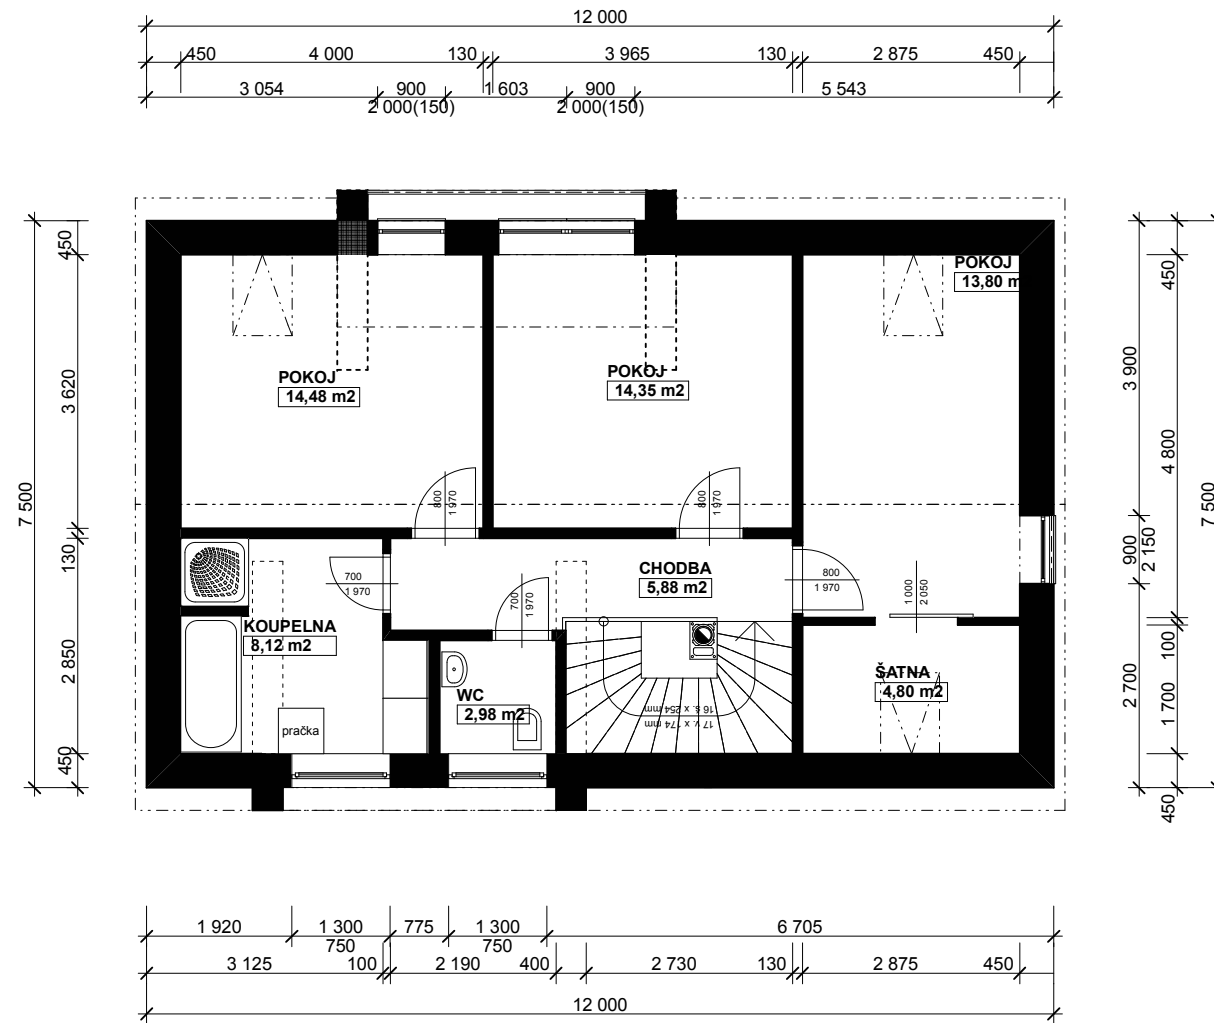 12 000
450 4 000 130 3 965 130 2 875 450
3 054 900 1 603 900 5 543
2 000(150) 2 000(150)
POKOJ
13,80 m
POKOJ
14,48 m2
POKOJ
14,35 m2
800
1 970
800
1 970
CHODBA
5,88 m2
700
1 970
700
1 970
800
1 970
1 000
2 050
KOUPELNA
8,12 m2
WC
2,98 m2
ŠATNA
4,80 m2
pračka
17 v. x 174 mm
16 š. x 254 mm
7 500
450
3 620
130
2 850
450
3 900
900
2 150
2 700
450
4 800
100
1 700
450
7 500
1 920 1 300 775 1 300 6 705
750 750
3 125 100 2 190 400 2 730 130 2 875 450
12 000